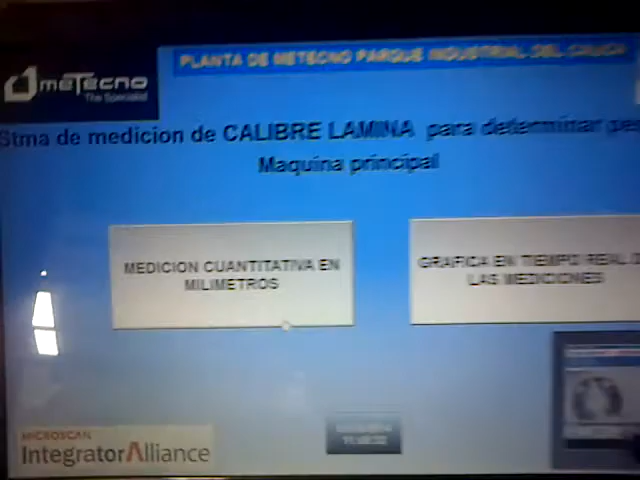 PLANTA DE METECNO PARQUE INDUSTRIAL DEL CAUCA
METECNO
The Specialist
Stma de medicion de CALIBRE LAMINA para determinar
Maquina principal
MEDICION CUANTITATIVA EN
MILIMETROS
GRAFICA EN TIEMPO REAL D
LAS MEDICIONES
MICROSCAN
IntegratorAlliance